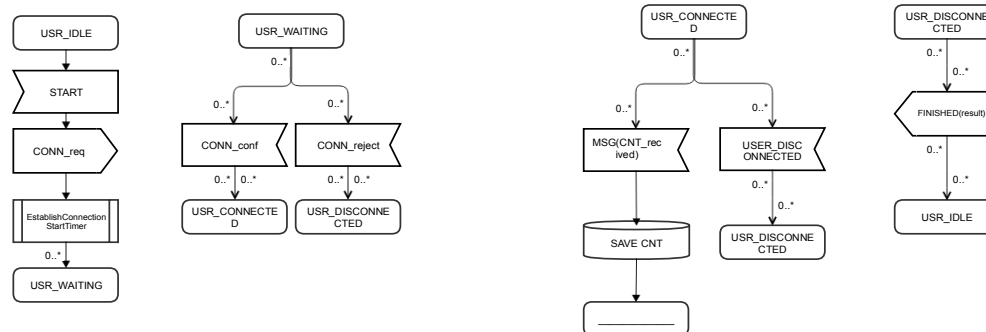 USR_IDLE
START
CONN_req
EstablishConnection
StartTimer
0..*
USR_WAITING
USR_WAITING
0..*
0..*
0..*
CONN_conf
CONN_reject
0..*
0..*
0..*
0..*
USR_CONNECTE
D
USR_DISCONNE
CTED
USR_CONNECTE
D
0..*
0..*
0..*
MSG(CNT_rec
ived)
USER_DISC
ONNECTED
0..*
0..*
SAVE CNT
USR_DISCONNE
CTED
USR_DISCONNE
CTED
0..*
0..*
FINISHED(result)
0..*
0..*
USR_IDLE